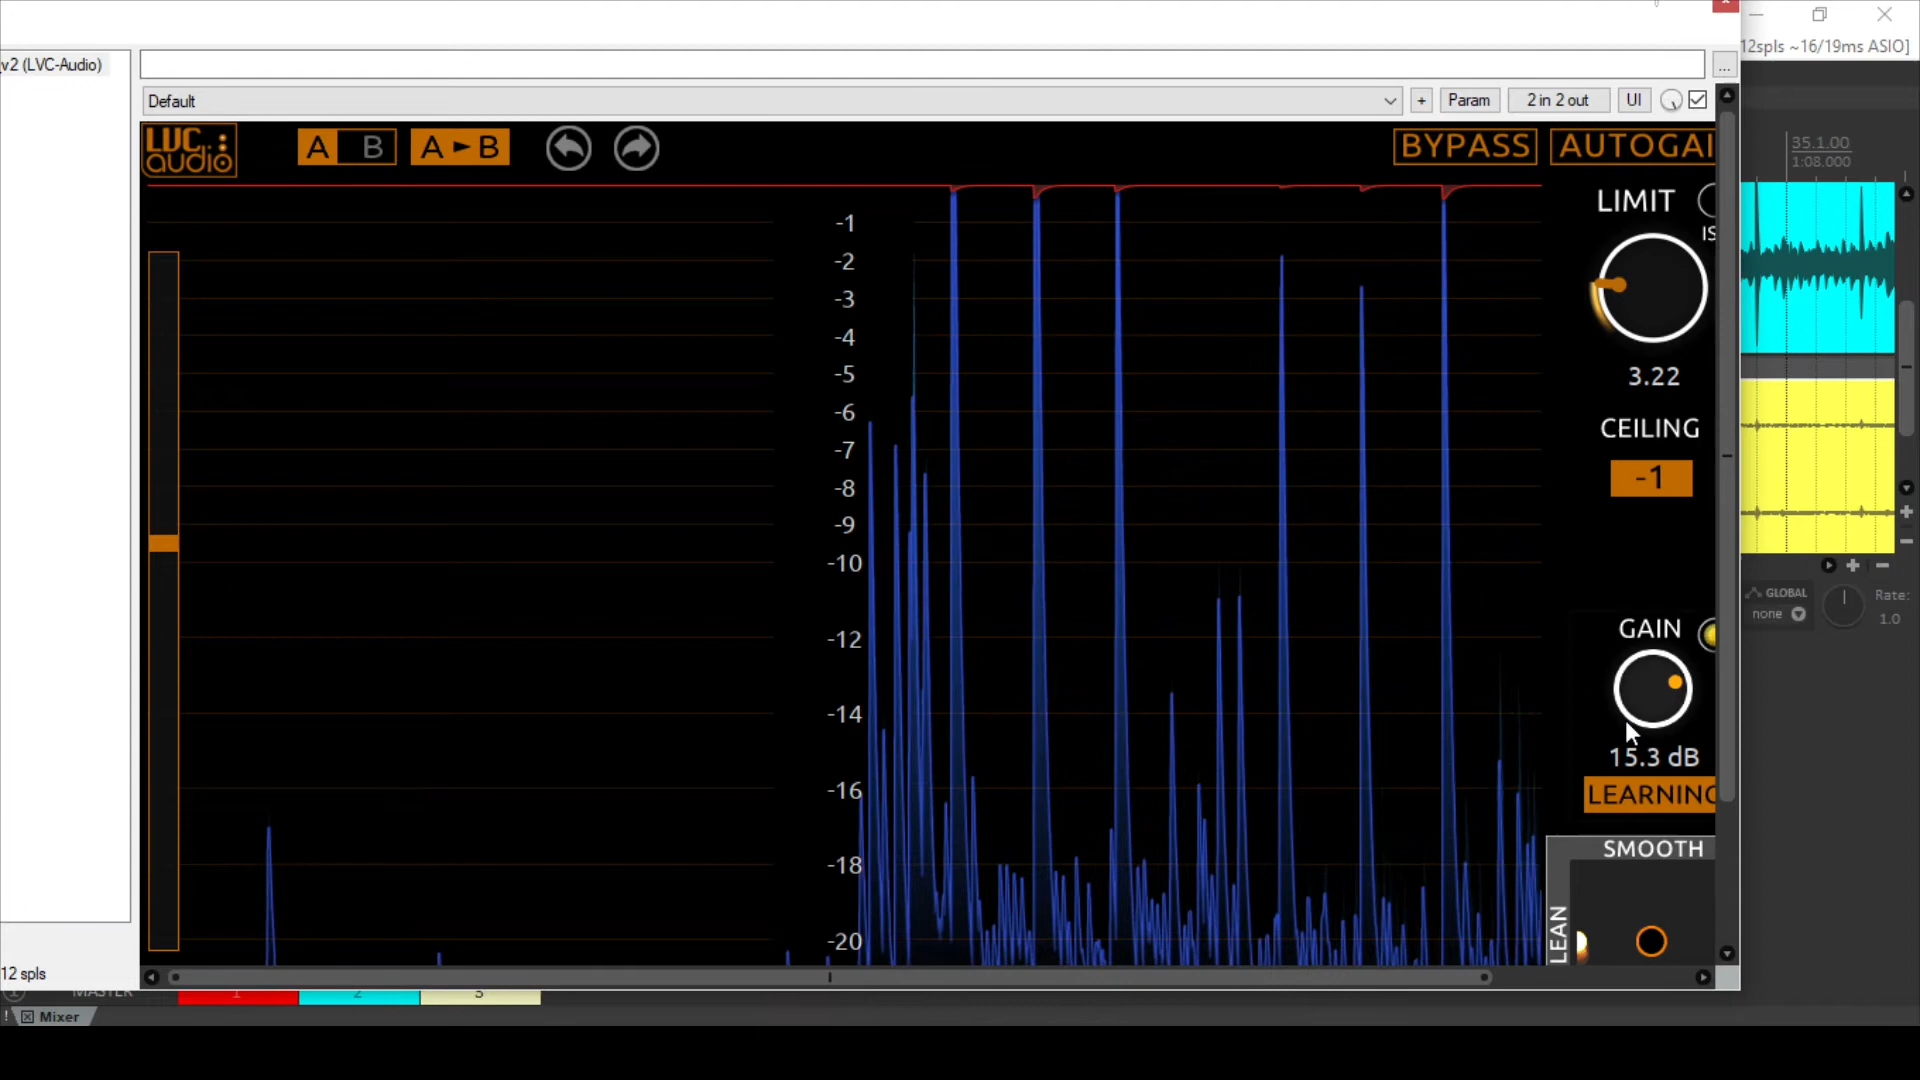 12spls ~16/19ms ASIO]
v2 (LVC-Audio)
...
Default
+
Param
2 in 2 out
UI
LVC
audio
A B
A B
BYPASS
AUTOGAI
35.1.00
1:08.000
LIMIT
IS
-1
-2
-3
-4
-5
-6
-7
-8
-9
-10
-12
-14
-16
-18
-20
3.22
CEILING
-1
GLOBAL
none
Rate:
1.0
GAIN
15.3 dB
LEARNING
SMOOTH
LEAN
12 spls
MASTER
1
2
3
! Mixer